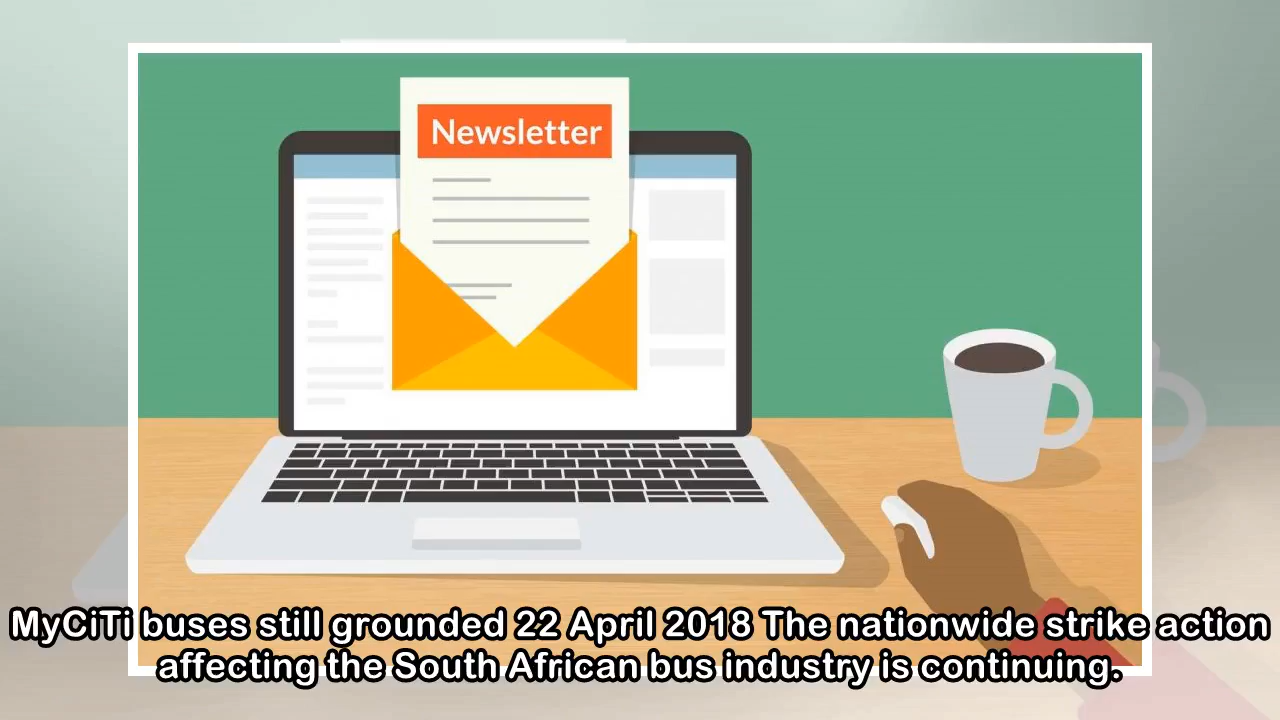 Newsletter
MyCiTi buses still grounded 22 April 2018 The nationwide strike action
affecting the South African bus industry is continuing.